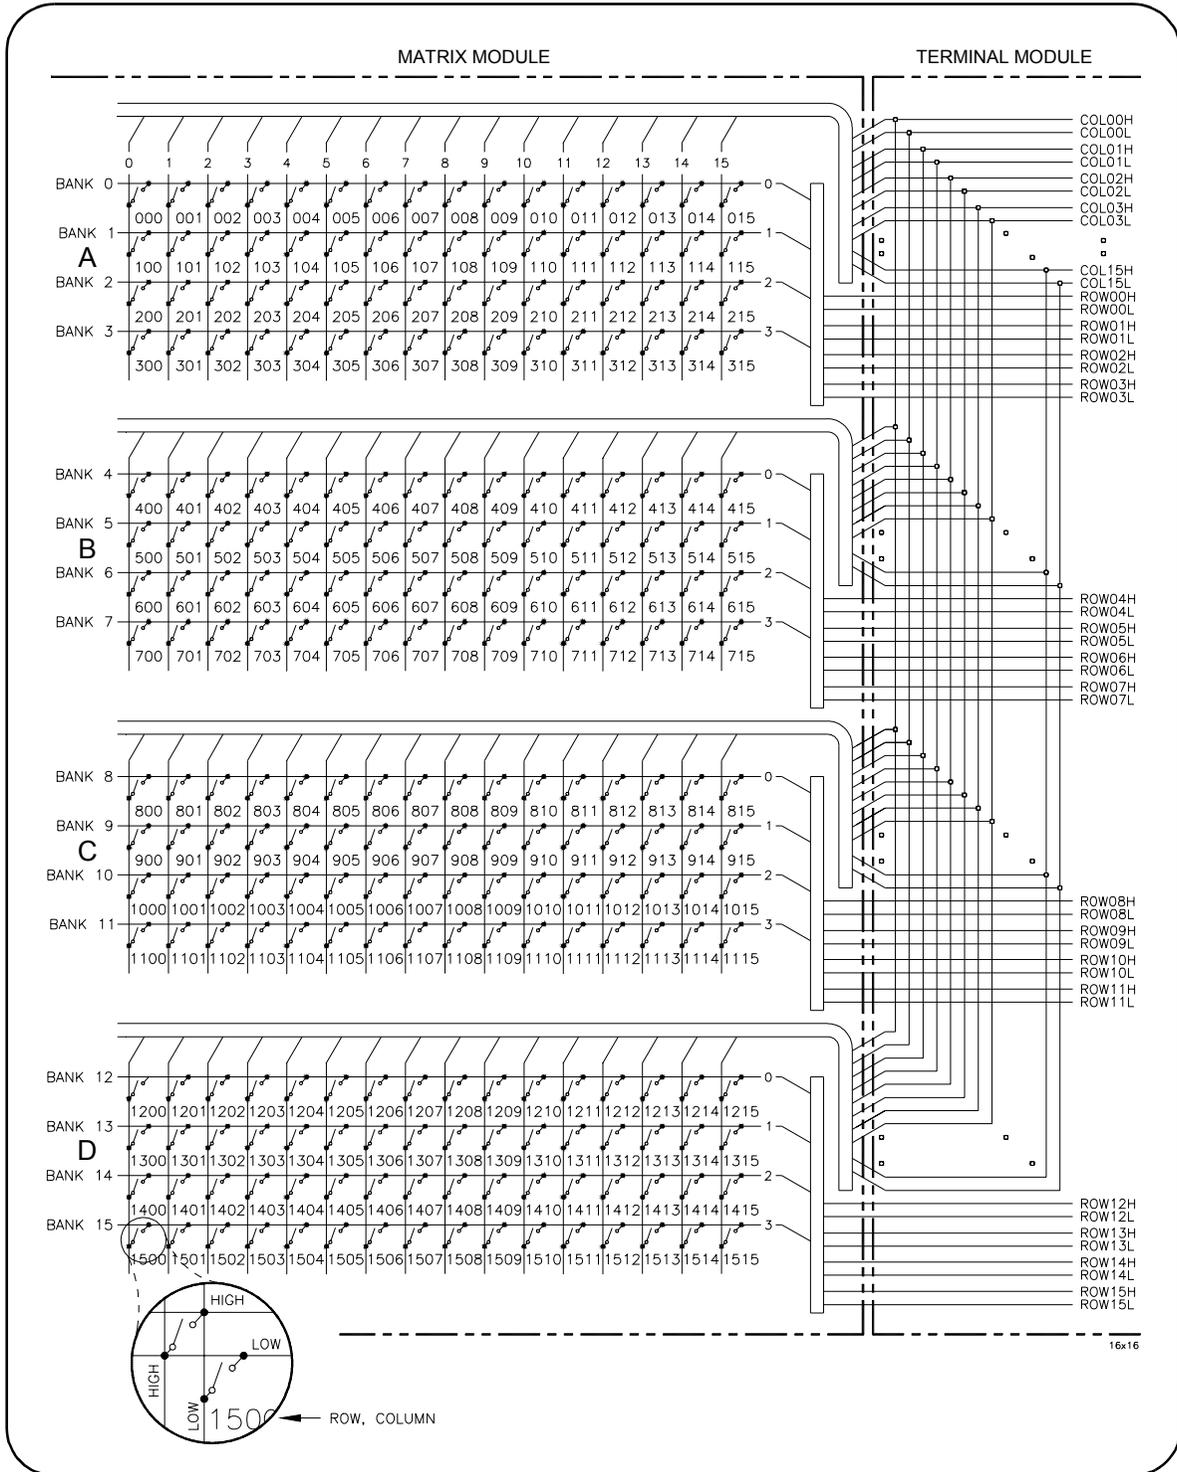 MATRIX MODULE TERMINAL MODULE
COL00H
COL00L
COL01H
COL01L
COL02H
COL02L
COL03H
COL03L
COL15H
COL15L
ROW00H
ROW00L
ROW01H
ROW01L
ROW02H
ROW02L
ROW03H
ROW03L
0 1 2 3 4 5 6 7 8 9 10 11 12 13 14 15
BANK 0 0
000 001 002 003 004 005 006 007 008 009 010 011 012 013 014 015
BANK 1 1
A
100 101 102 103 104 105 106 107 108 109 110 111 112 113 114 115
BANK 2 2
200 201 202 203 204 205 206 207 208 209 210 211 212 213 214 215
BANK 3 3
300 301 302 303 304 305 306 307 308 309 310 311 312 313 314 315
BANK 4 0
400 401 402 403 404 405 406 407 408 409 410 411 412 413 414 415
BANK 5 1
B
500 501 502 503 504 505 506 507 508 509 510 511 512 513 514 515
BANK 6 2
600 601 602 603 604 605 606 607 608 609 610 611 612 613 614 615
BANK 7 3
700 701 702 703 704 705 706 707 708 709 710 711 712 713 714 715
ROW04H
ROW04L
ROW05H
ROW05L
ROW06H
ROW06L
ROW07H
ROW07L
BANK 8 0
800 801 802 803 804 805 806 807 808 809 810 811 812 813 814 815
BANK 9 1
C
900 901 902 903 904 905 906 907 908 909 910 911 912 913 914 915
BANK 10 2
1000 1001 1002 1003 1004 1005 1006 1007 1008 1009 1010 1011 1012 1013 1014 1015
BANK 11 3
1100 1101 1102 1103 1104 1105 1106 1107 1108 1109 1110 1111 1112 1113 1114 1115
ROW08H
ROW08L
ROW09H
ROW09L
ROW10H
ROW10L
ROW11H
ROW11L
BANK 12 0
1200 1201 1202 1203 1204 1205 1206 1207 1208 1209 1210 1211 1212 1213 1214 1215
BANK 13 1
D
1300 1301 1302 1303 1304 1305 1306 1307 1308 1309 1310 1311 1312 1313 1314 1315
BANK 14 2
1400 1401 1402 1403 1404 1405 1406 1407 1408 1409 1410 1411 1412 1413 1414 1415
BANK 15 3
1500 1501 1502 1503 1504 1505 1506 1507 1508 1509 1510 1511 1512 1513 1514 1515
ROW12H
ROW12L
ROW13H
ROW13L
ROW14H
ROW14L
ROW15H
ROW15L
HIGH
LOW
HIGH
LOW
1500
ROW, COLUMN
16x16